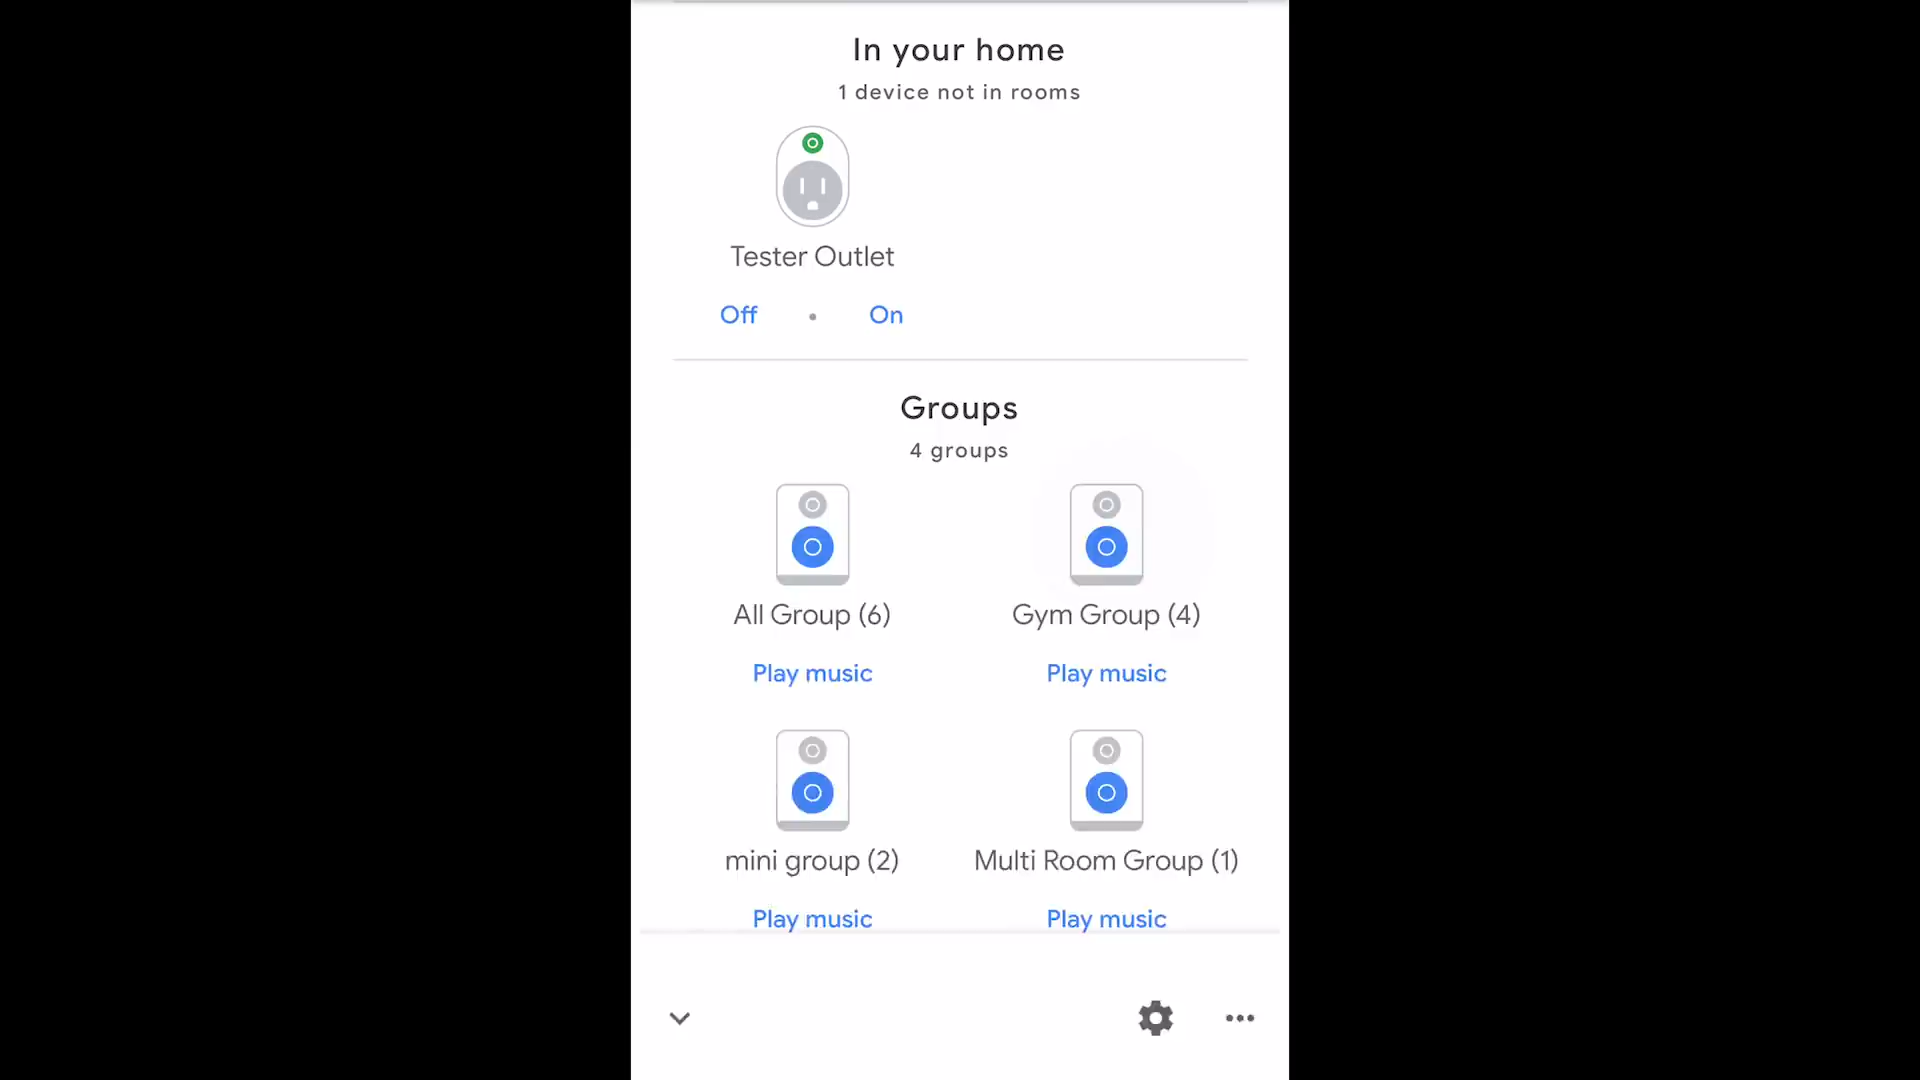 In your home
1 device not in rooms
Tester Outlet
Off • On
Groups
4 groups
All Group (6) Gym Group (4)
Play music Play music
mini group (2) Multi Room Group (1)
Play music Play music